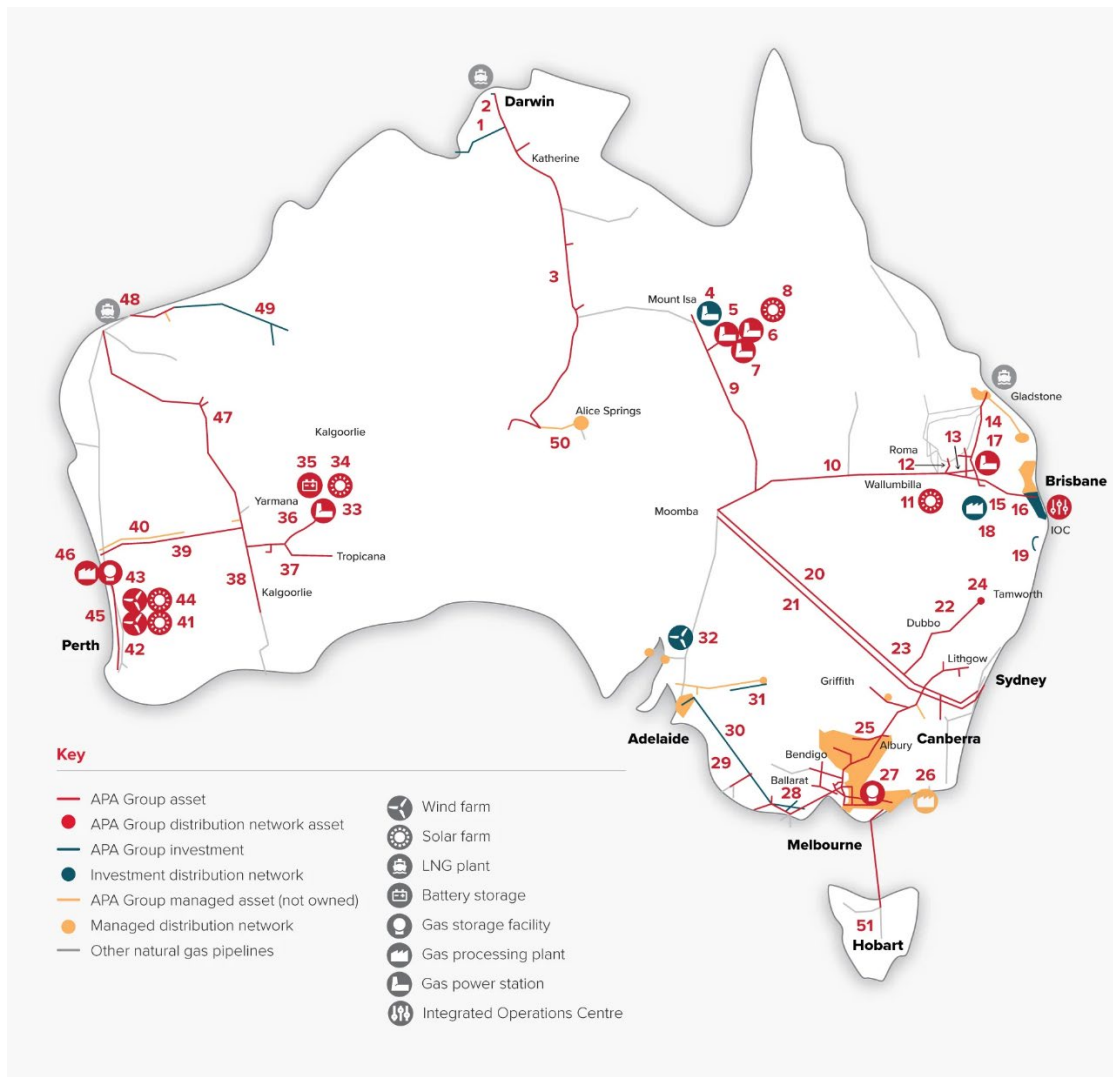 Darwin
2
1
Katherine
3
Mount Isa
4
5
8
6
7
9
48
49
47
Alice Springs
50
Gladstone
14
13
17
Roma
12
10
Wallumbilla
11
15
16
Brisbane
IOC
18
19
Kalgoorlie
35
34
33
Yarmana
36
40
39
38
37
Tropicana
Kalgoorlie
46
43
44
45
41
42
Perth
Moomba
20
21
24
Tamworth
22
Dubbo
23
Lithgow
Sydney
32
Griffith
31
30
Adelaide
29
25
Albury
Canberra
Bendigo
Ballarat
27
26
28
Melbourne
51
Hobart
Key
APA Group asset
APA Group distribution network asset
APA Group investment
Investment distribution network
APA Group managed asset (not owned)
Managed distribution network
Other natural gas pipelines
Wind farm
Solar farm
LNG plant
Battery storage
Gas storage facility
Gas processing plant
Gas power station
Integrated Operations Centre